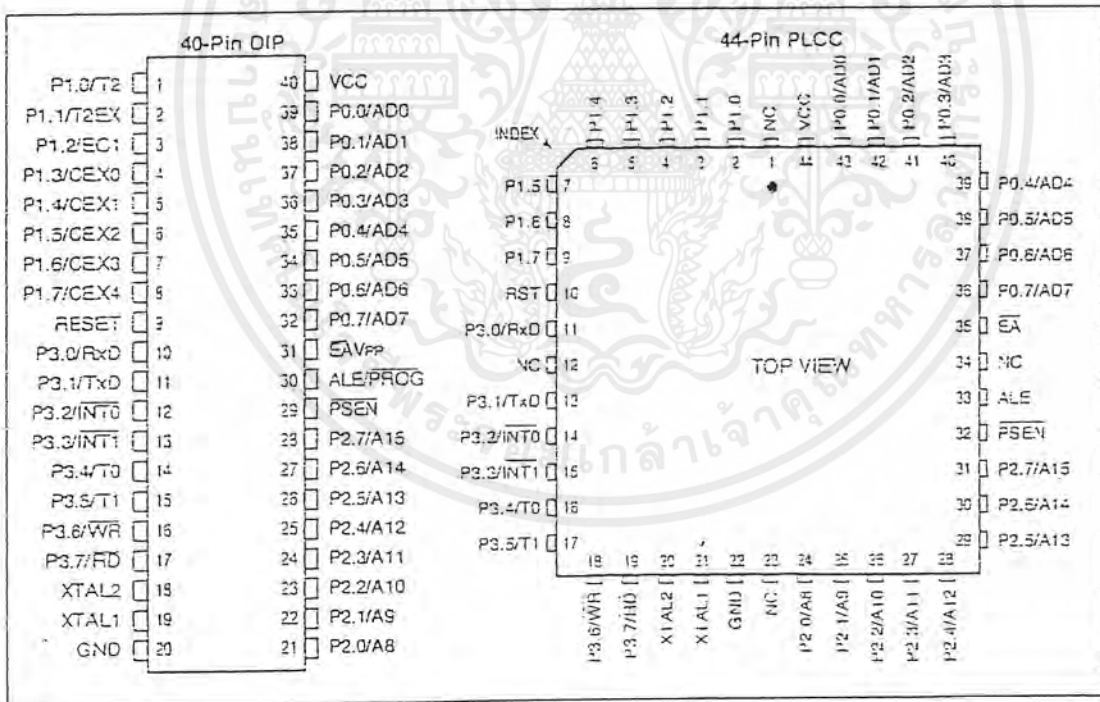 40-Pin DIP
P1.0/T2 1
P1.1/T2EX 2
P1.2/EC1 3
P1.3/CEX0 4
P1.4/CEX1 5
P1.5/CEX2 6
P1.6/CEX3 7
P1.7/CEX4 8
RESET 9
P3.0/RxD 10
P3.1/TxD 11
P3.2/INT0 12
P3.3/INT1 13
P3.4/T0 14
P3.5/T1 15
P3.6/WR 16
P3.7/RD 17
XTAL2 18
XTAL1 19
GND 20
40 VCC
39 P0.0/AD0
38 P0.1/AD1
37 P0.2/AD2
36 P0.3/AD3
35 P0.4/AD4
34 P0.5/AD5
33 P0.6/AD6
32 P0.7/AD7
31 EAVPP
30 ALE/PROG
29 PSEN
28 P2.7/A15
27 P2.6/A14
26 P2.5/A13
25 P2.4/A12
24 P2.3/A11
23 P2.2/A10
22 P2.1/A9
21 P2.0/A8
44-Pin PLCC
INDEX
P1.4 P1.3 P1.2 P1.1 P1.0 NC VCC P0.0/AD0 P0.1/AD1 P0.2/AD2 P0.3/AD3
6 5 4 3 2 1 44 43 42 41 40
P1.5 7
P1.6 8
P1.7 9
RST 10
P3.0/RxD 11
NC 12
P3.1/TxD 13
P3.2/INT0 14
P3.3/INT1 15
P3.4/T0 16
P3.5/T1 17
TOP VIEW
39 P0.4/AD4
38 P0.5/AD5
37 P0.6/AD6
36 P0.7/AD7
35 EA
34 NC
33 ALE
32 PSEN
31 P2.7/A15
30 P2.6/A14
29 P2.5/A13
18 19 20 21 22 23 24 25 26 27 28
P3.6/WR P3.7/RD XTAL2 XTAL1 GND NC P2.0/A8 P2.1/A9 P2.2/A10 P2.3/A11 P2.4/A12